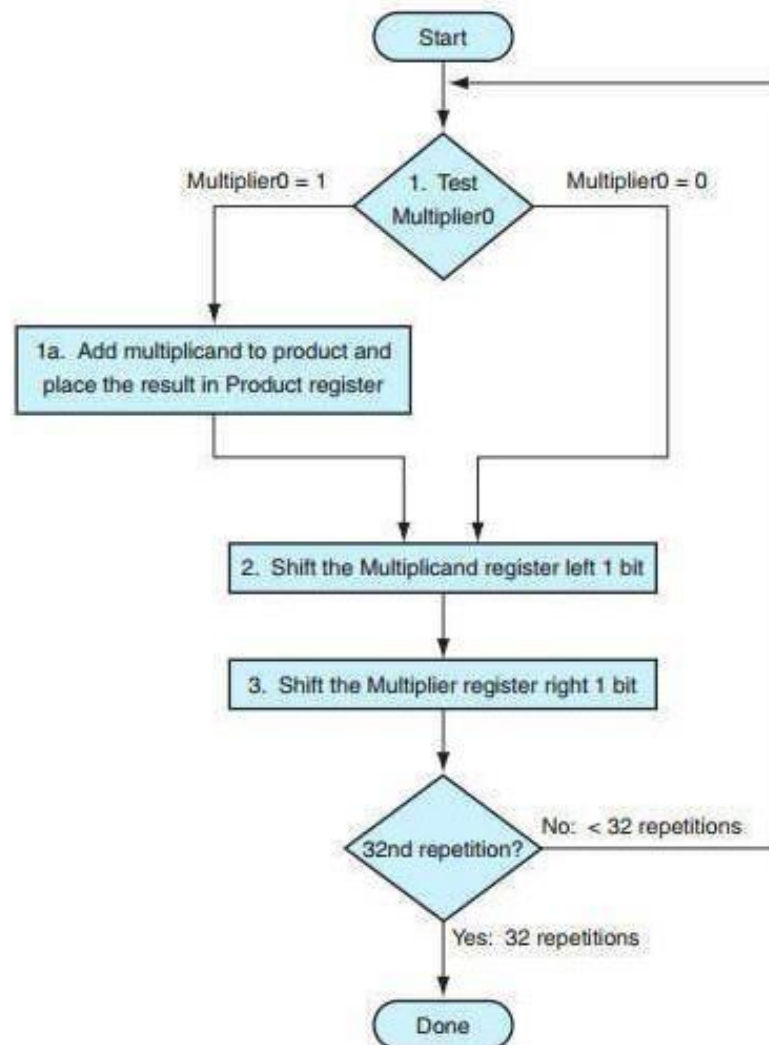 Start
Multiplier0 = 1
1. Test
Multiplier0
Multiplier0 = 0
1a. Add multiplicand to product and
place the result in Product register
2. Shift the Multiplicand register left 1 bit
3. Shift the Multiplier register right 1 bit
32nd repetition?
No: < 32 repetitions
Yes: 32 repetitions
Done